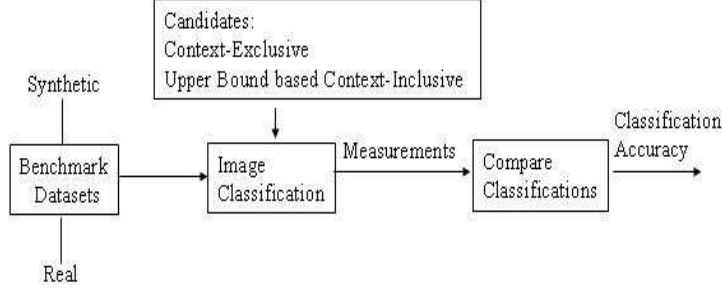 Candidates:
Context-Exclusive
Upper Bound based Context-Inclusive
Synthetic
Benchmark
Datasets
Real
Image
Classification
Measurements
Compare
Classifications
Classification
Accuracy